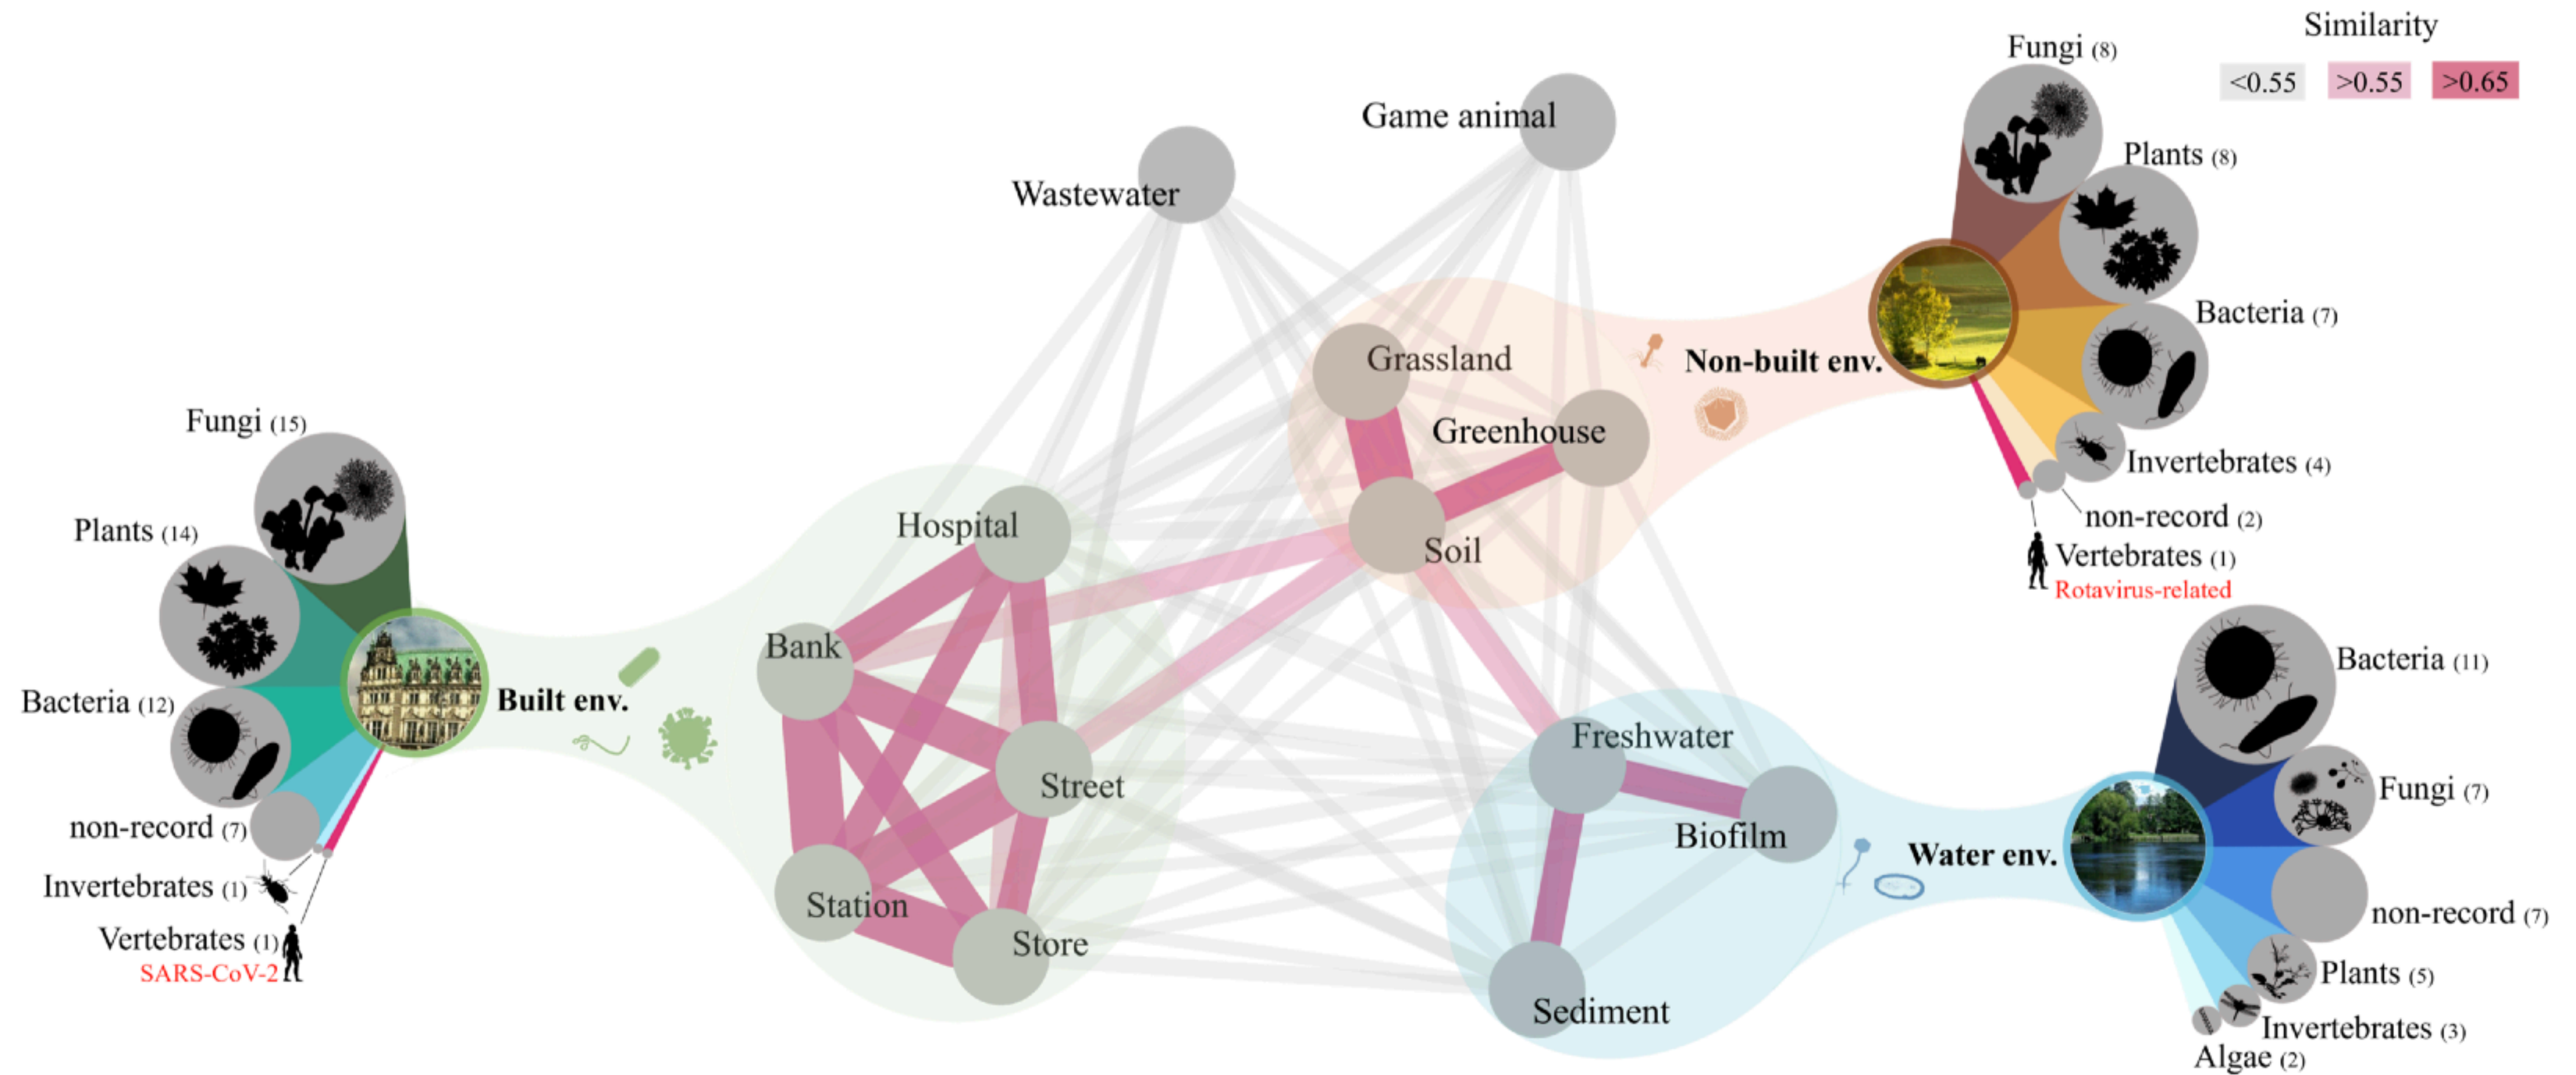 Similarity
<0.55 >0.55 >0.65
Fungi (8)
Plants (8)
Bacteria (7)
Invertebrates (4)
non-record (2)
Vertebrates (1)
Rotavirus-related
Non-built env.
Game animal
Wastewater
Grassland
Greenhouse
Soil
Fungi (15)
Plants (14)
Bacteria (12)
non-record (7)
Invertebrates (1)
Vertebrates (1)
SARS-CoV-2
Built env.
Hospital
Bank
Street
Station
Store
Freshwater
Biofilm
Sediment
Water env.
Bacteria (11)
Fungi (7)
non-record (7)
Plants (5)
Invertebrates (3)
Algae (2)